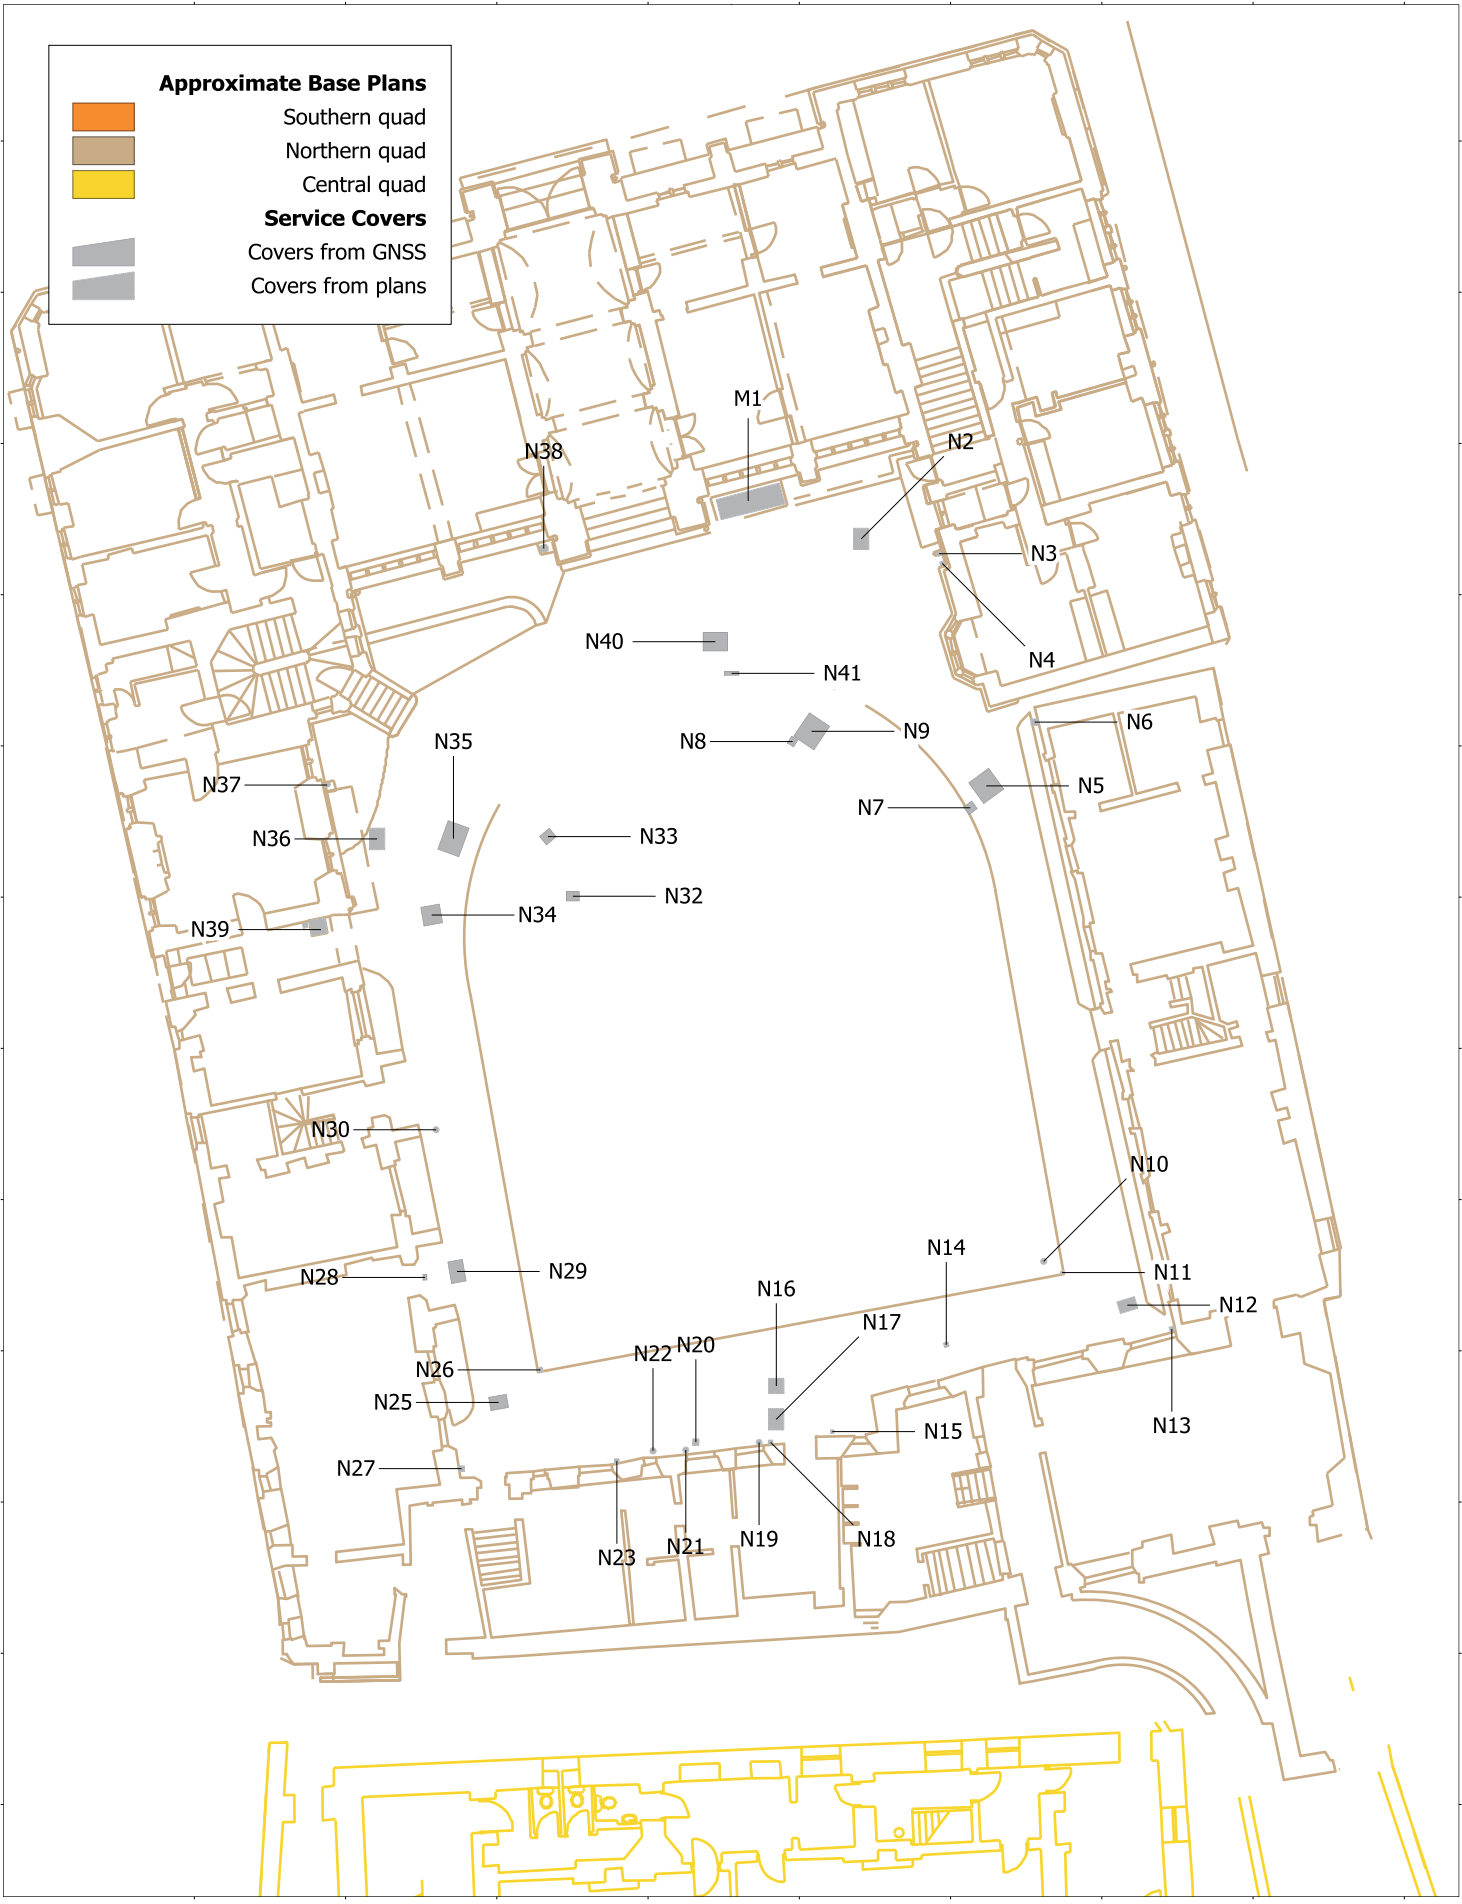 Approximate Base Plans
Southern quad
Northern quad
Central quad
Service Covers
Covers from GNSS
Covers from plans
M1
N2
N38
N3
N4
N40
N41
N6
N9
N8
N35
N37
N5
N7
N36
N33
N32
N34
N39
N30
N10
N14
N11
N28
N29
N16
N12
N17
N20
N22
N26
N25
N13
N15
N27
N19
N18
N21
N23